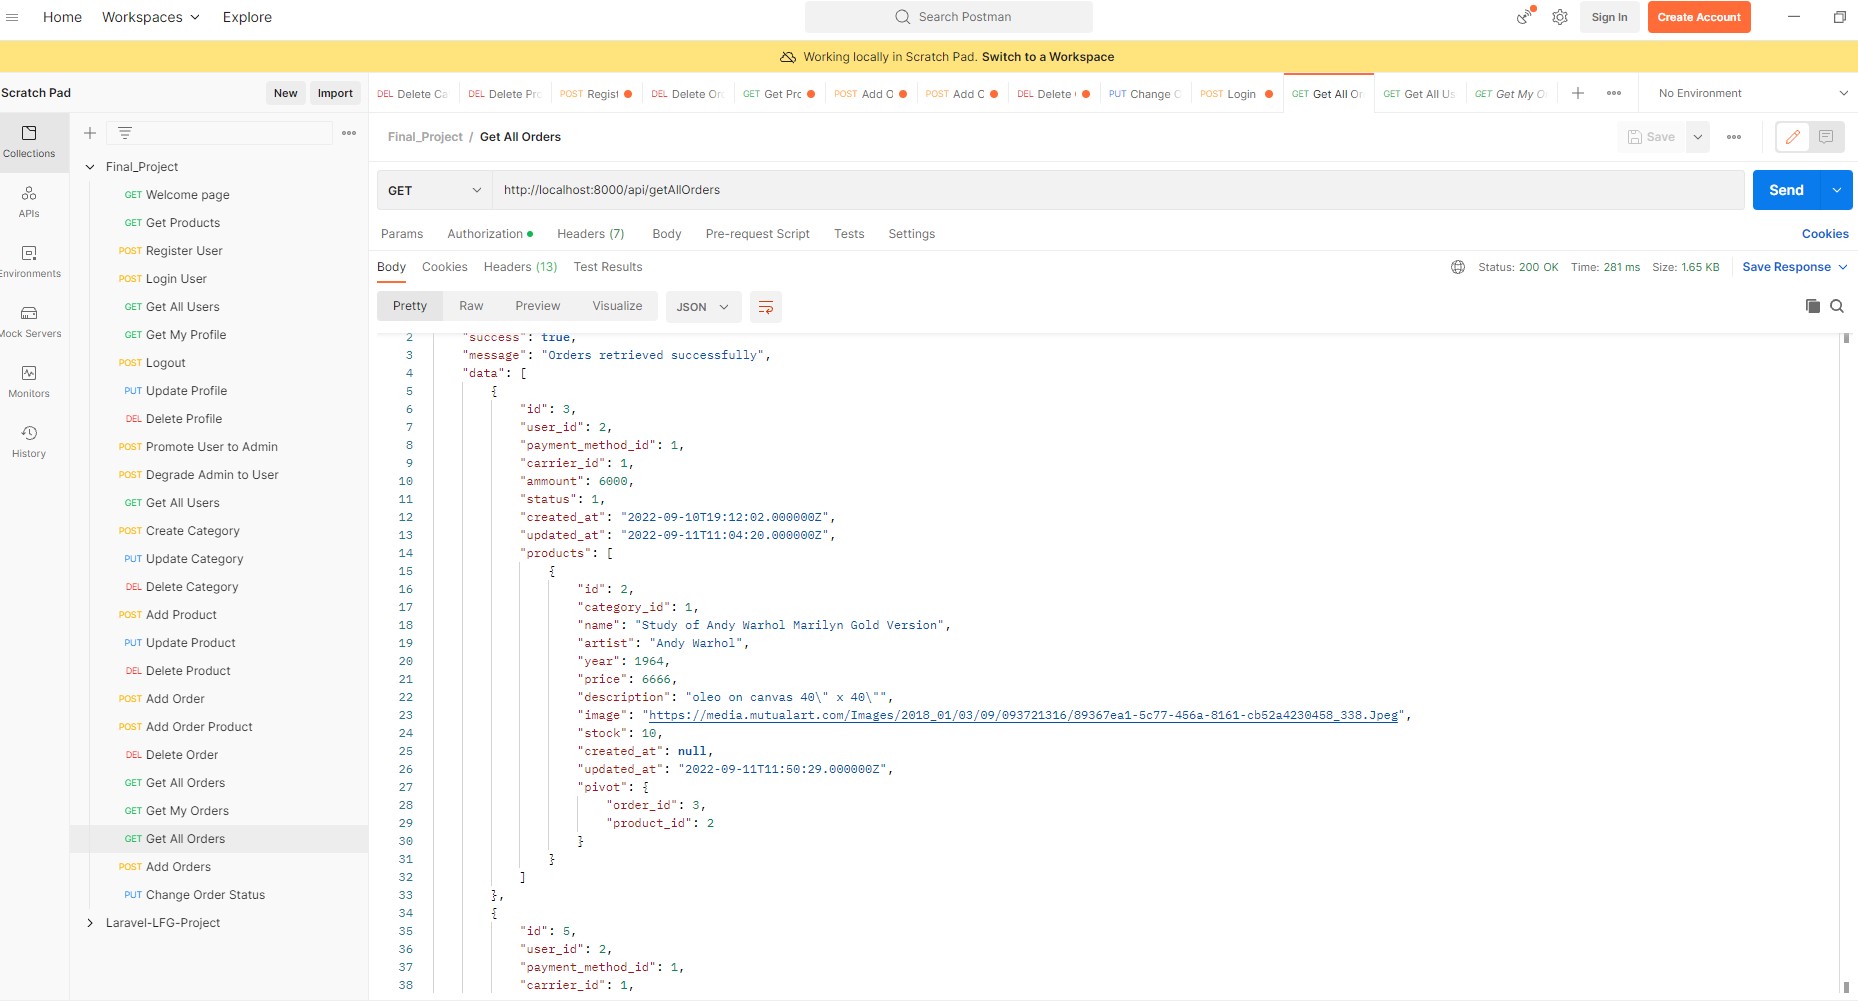 Home Workspaces Explore Search Postman Sign In Create Account
Working locally in Scratch Pad. Switch to a Workspace
Scratch Pad New Import
DEL Delete Ca DEL Delete Pro POST Regist DEL Delete Or GET Get Pro POST Add O POST Add C DEL Delete PUT Change O POST Login GET Get All Or GET Get All Us GET Get My O No Environment
Collections
APIs
Environments
Mock Servers
Monitors
History
Final_Project
GET Welcome page
GET Get Products
POST Register User
POST Login User
GET Get All Users
GET Get My Profile
POST Logout
PUT Update Profile
DEL Delete Profile
POST Promote User to Admin
POST Degrade Admin to User
GET Get All Users
POST Create Category
PUT Update Category
DEL Delete Category
POST Add Product
PUT Update Product
DEL Delete Product
POST Add Order
POST Add Order Product
DEL Delete Order
GET Get All Orders
GET Get My Orders
GET Get All Orders
POST Add Orders
PUT Change Order Status
Laravel-LFG-Project
Final_Project / Get All Orders Save
GET http://localhost:8000/api/getAllOrders Send
Params Authorization Headers (7) Body Pre-request Script Tests Settings Cookies
Body Cookies Headers (13) Test Results Status: 200 OK Time: 281 ms Size: 1.65 KB Save Response
Pretty Raw Preview Visualize JSON
2 "success": true,
3 "message": "Orders retrieved successfully",
4 "data": [
5 {
6 "id": 3,
7 "user_id": 2,
8 "payment_method_id": 1,
9 "carrier_id": 1,
10 "ammount": 6000,
11 "status": 1,
12 "created_at": "2022-09-10T19:12:02.000000Z",
13 "updated_at": "2022-09-11T11:04:20.000000Z",
14 "products": [
15 {
16 "id": 2,
17 "category_id": 1,
18 "name": "Study of Andy Warhol Marilyn Gold Version",
19 "artist": "Andy Warhol",
20 "year": 1964,
21 "price": 6666,
22 "description": "oleo on canvas 40\" x 40\"",
23 "image": "https://media.mutualart.com/Images/2018_01/03/09/093721316/89367ea1-5c77-456a-8161-cb52a4230458_338.Jpeg",
24 "stock": 10,
25 "created_at": null,
26 "updated_at": "2022-09-11T11:50:29.000000Z",
27 "pivot": {
28 "order_id": 3,
29 "product_id": 2
30 }
31 }
32 ]
33 },
34 {
35 "id": 5,
36 "user_id": 2,
37 "payment_method_id": 1,
38 "carrier_id": 1,